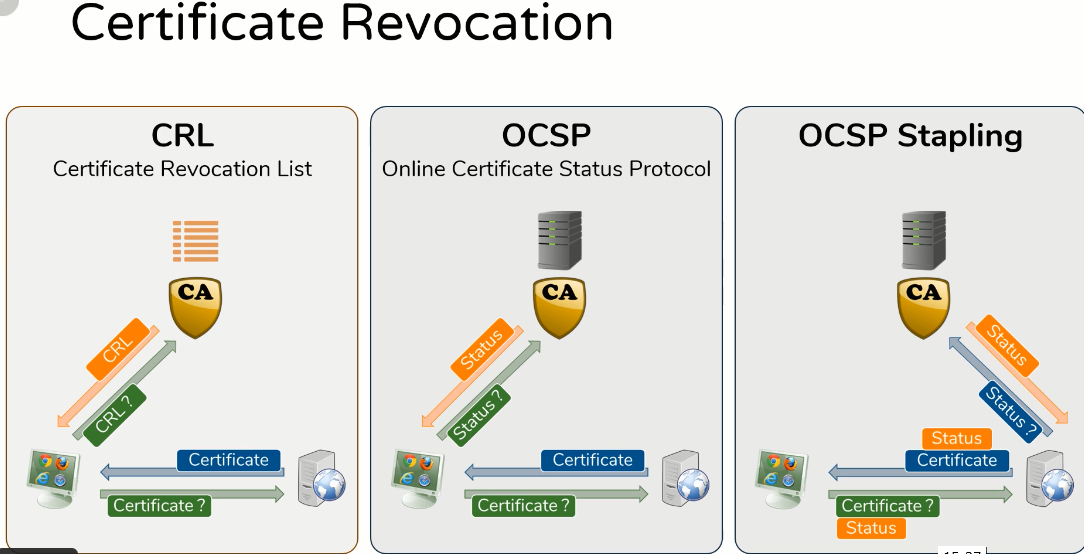 Certificate Revocation
CRL
Certificate Revocation List
CA
CRL
CRL ?
Certificate
Certificate ?
OCSP
Online Certificate Status Protocol
CA
Status
Status ?
Certificate
Certificate ?
OCSP Stapling
CA
Status
Status ?
Status
Certificate
Certificate ?
Status